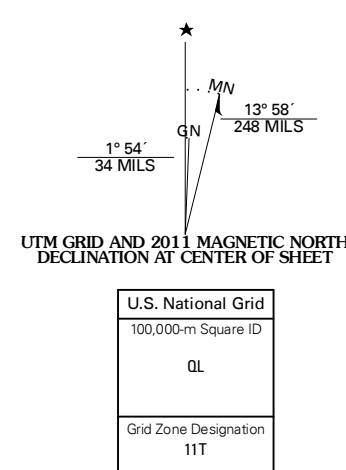 ★
MN
GN
13° 58´
248 MILS
1° 54´
34 MILS
UTM GRID AND 2011 MAGNETIC NORTH
DECLINATION AT CENTER OF SHEET
U.S. National Grid
100,000-m Square ID
QL
Grid Zone Designation
11T